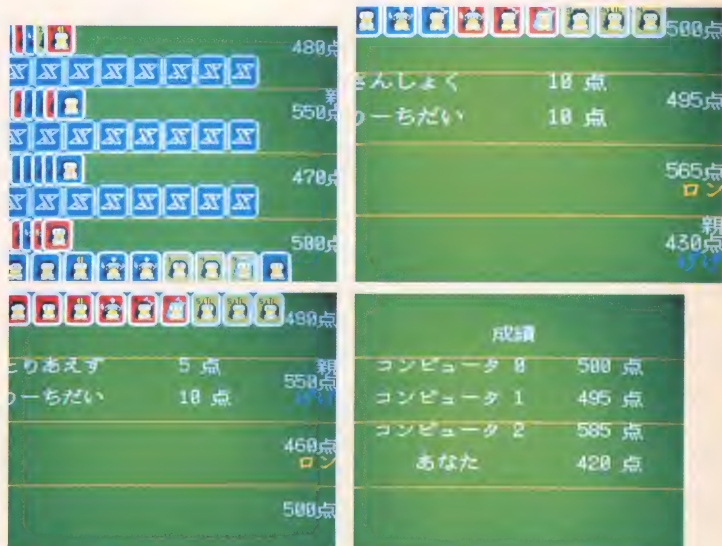 480点
親
550点
470点
500点
500点
さんしょく 10 点
495点
ーちだい 10 点
565点
ロン
親
430点
げげ
490点
とりあえず 5 点
親
550点
ーちだい 10 点
460点
ロン
500点
成績
コンピュータ 0 500 点
コンピュータ 1 495 点
コンピュータ 2 585 点
あなた 420 点